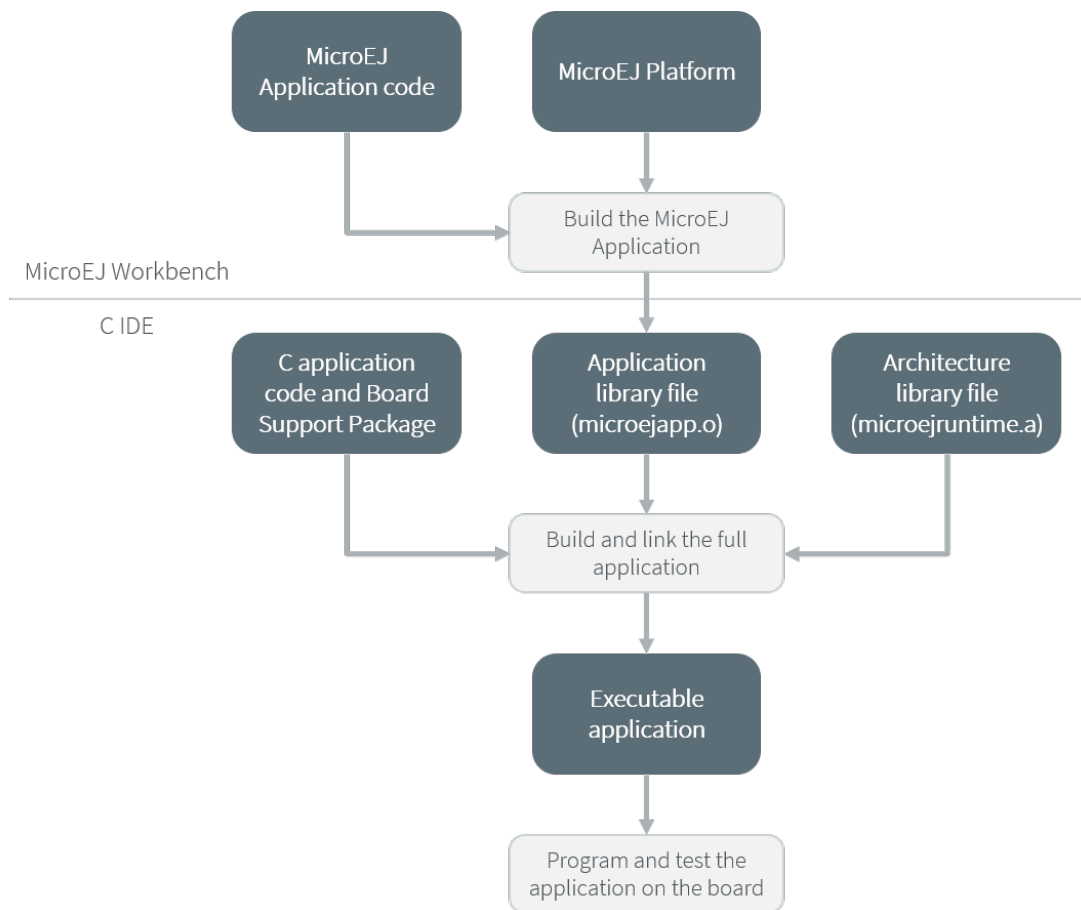 MicroEJ
Application code
MicroEJ Platform
Build the MicroEJ
Application
MicroEJ Workbench
C IDE
C application
code and Board
Support Package
Application
library file
(microejapp.o)
Architecture
library file
(microejruntime.a)
Build and link the full
application
Executable
application
Program and test the
application on the board